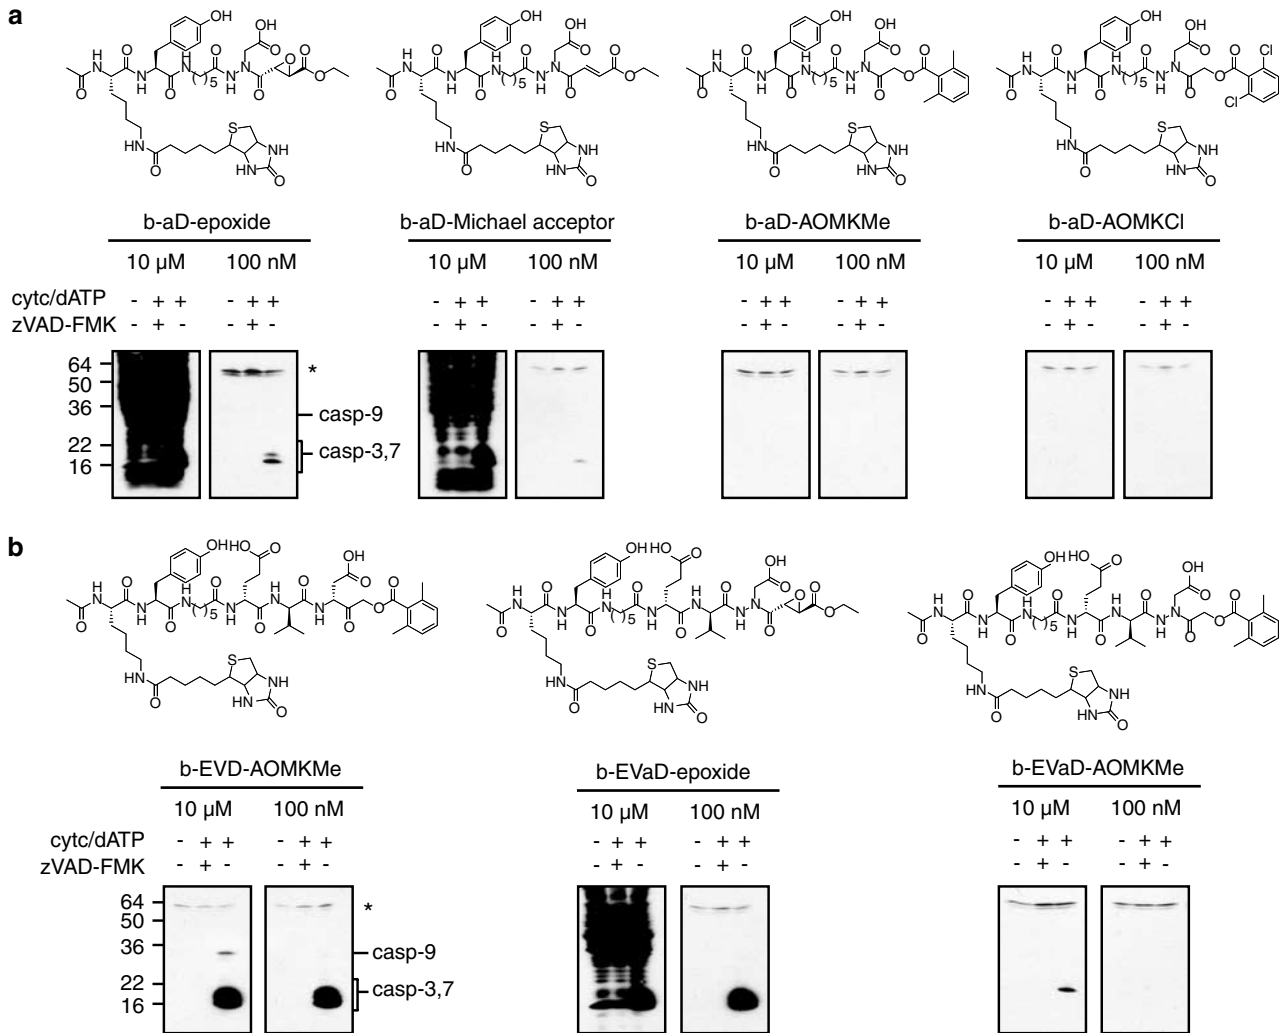 a
b-aD-epoxide
b-aD-Michael acceptor
b-aD-AOMKMe
b-aD-AOMKCl
10 µM 100 nM
10 µM 100 nM
10 µM 100 nM
10 µM 100 nM
cytc/dATP - + + - + + - + + - + + - + + - + + - + + - + +
zVAD-FMK - + - - + - - + - - + - - + - - + - - + - - + -
64
50
36
22
16
*
casp-9
casp-3,7
b
b-EVD-AOMKMe
b-EVaD-epoxide
b-EVaD-AOMKMe
10 µM 100 nM
10 µM 100 nM
10 µM 100 nM
cytc/dATP - + + - + + - + + - + + - + + - + +
zVAD-FMK - + - - + - - + - - + - - + - - + -
64
50
36
22
16
*
casp-9
casp-3,7